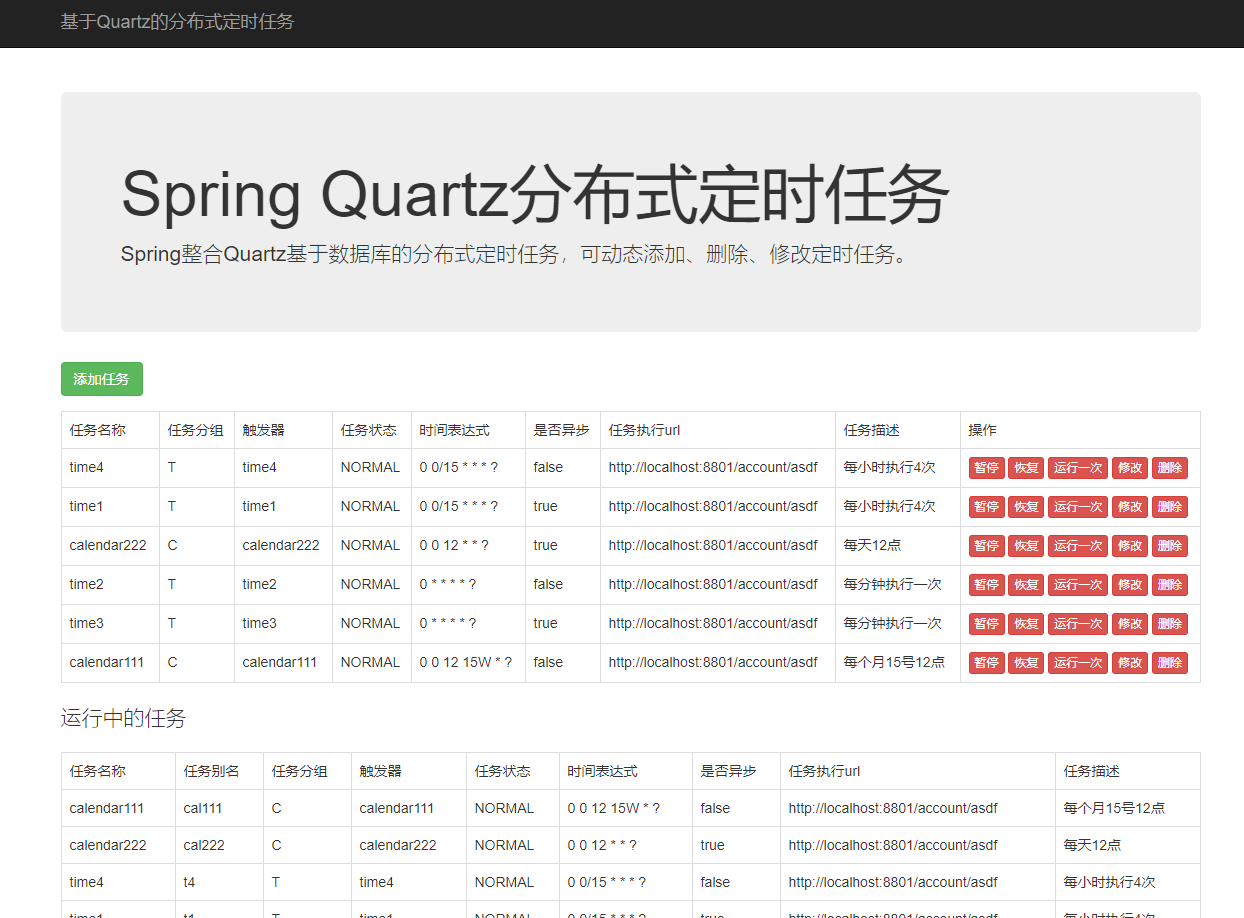 基于Quartz的分布式定时任务
Spring Quartz分布式定时任务
Spring整合Quartz基于数据库的分布式定时任务，可动态添加、删除、修改定时任务。
添加任务
任务名称 任务分组 触发器 任务状态 时间表达式 是否异步 任务执行url 任务描述 操作
time4 T time4 NORMAL 0 0/15 * * * ? false http://localhost:8801/account/asdf 每小时执行4次 暂停 恢复 运行一次 修改 删除
time1 T time1 NORMAL 0 0/15 * * * ? true http://localhost:8801/account/asdf 每小时执行4次 暂停 恢复 运行一次 修改 删除
calendar222 C calendar222 NORMAL 0 0 12 * * ? true http://localhost:8801/account/asdf 每天12点 暂停 恢复 运行一次 修改 删除
time2 T time2 NORMAL 0 * * * * ? false http://localhost:8801/account/asdf 每分钟执行一次 暂停 恢复 运行一次 修改 删除
time3 T time3 NORMAL 0 * * * * ? true http://localhost:8801/account/asdf 每分钟执行一次 暂停 恢复 运行一次 修改 删除
calendar111 C calendar111 NORMAL 0 0 12 15W * ? false http://localhost:8801/account/asdf 每个月15号12点 暂停 恢复 运行一次 修改 删除
运行中的任务
任务名称 任务别名 任务分组 触发器 任务状态 时间表达式 是否异步 任务执行url 任务描述
calendar111 cal111 C calendar111 NORMAL 0 0 12 15W * ? false http://localhost:8801/account/asdf 每个月15号12点
calendar222 cal222 C calendar222 NORMAL 0 0 12 * * ? true http://localhost:8801/account/asdf 每天12点
time4 t4 T time4 NORMAL 0 0/15 * * * ? false http://localhost:8801/account/asdf 每小时执行4次
time1 t1 T time1 NORMAL 0 0/15 * * * ? true http://localhost:8801/account/asdf 每小时执行4次